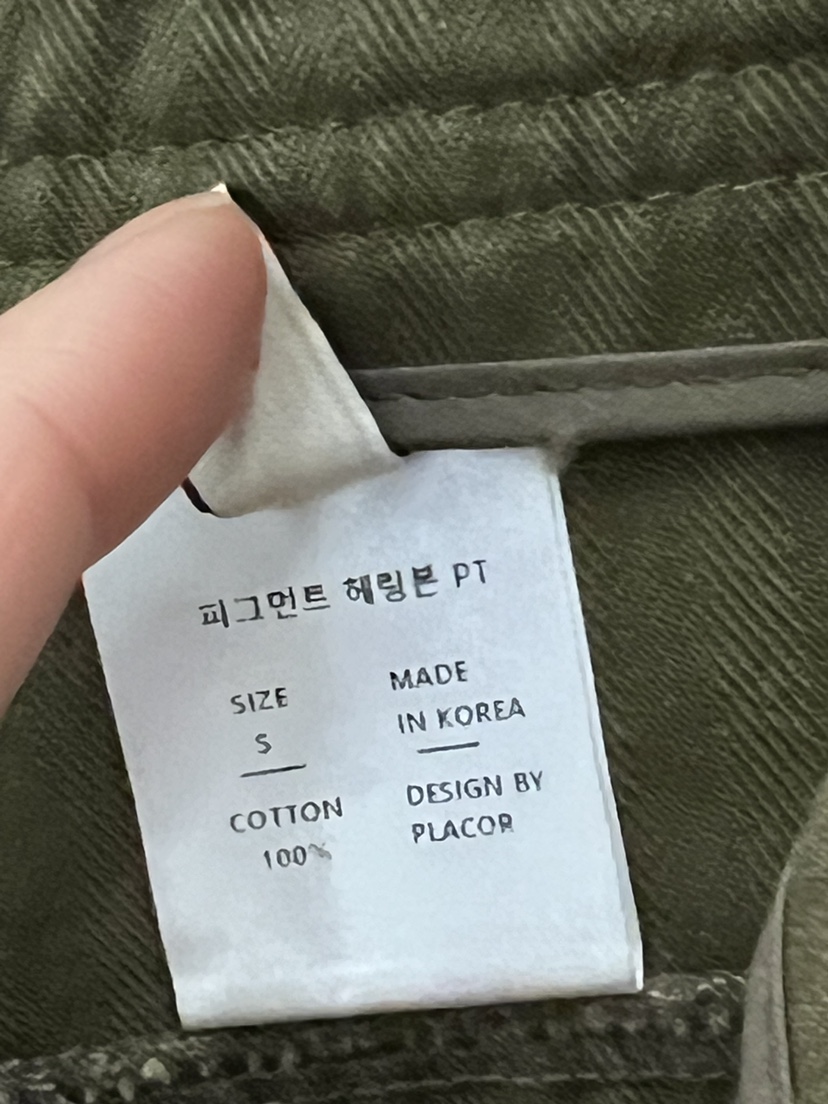 피그먼트 헤링본 PT
SIZE
S
COTTON
100%
MADE
IN KOREA
DESIGN BY
PLACOR